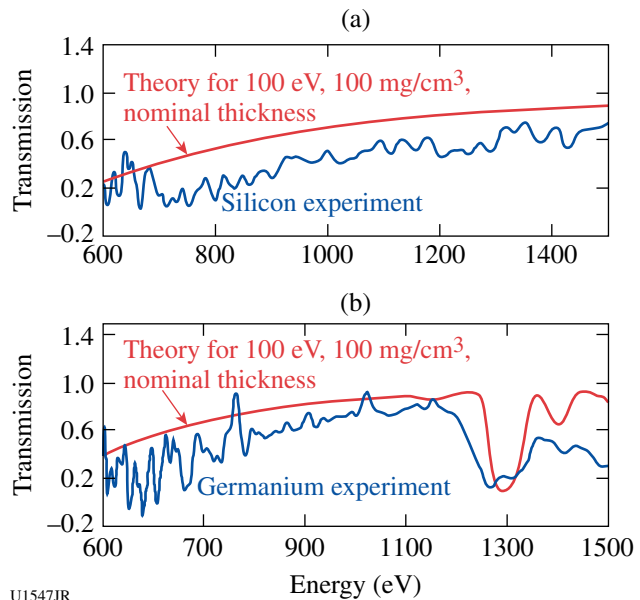 (a)
1.4
1.0
0.6
0.2
–0.2
Transmission
Theory for 100 eV, 100 mg/cm³,
nominal thickness
Silicon experiment
600 800 1000 1200 1400
(b)
1.4
1.0
0.6
0.2
–0.2
Transmission
Theory for 100 eV, 100 mg/cm³,
nominal thickness
Germanium experiment
600 700 900 1100 1300 1500
Energy (eV)
U1547JR